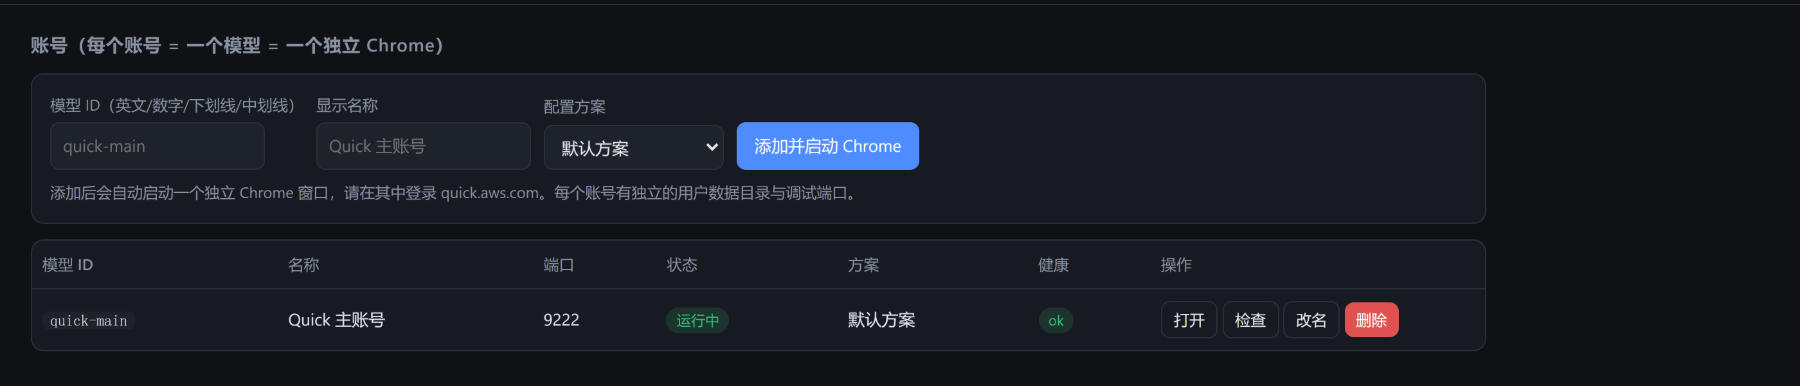 账号（每个账号 = 一个模型 = 一个独立 Chrome）
模型 ID（英文/数字/下划线/中划线） 显示名称 配置方案
quick-main Quick 主账号 默认方案 添加并启动 Chrome
添加后会自动启动一个独立 Chrome 窗口，请在其中登录 quick.aws.com。每个账号有独立的用户数据目录与调试端口。
模型 ID 名称 端口 状态 方案 健康 操作
quick-main Quick 主账号 9222 运行中 默认方案 ok 打开 检查 改名 删除